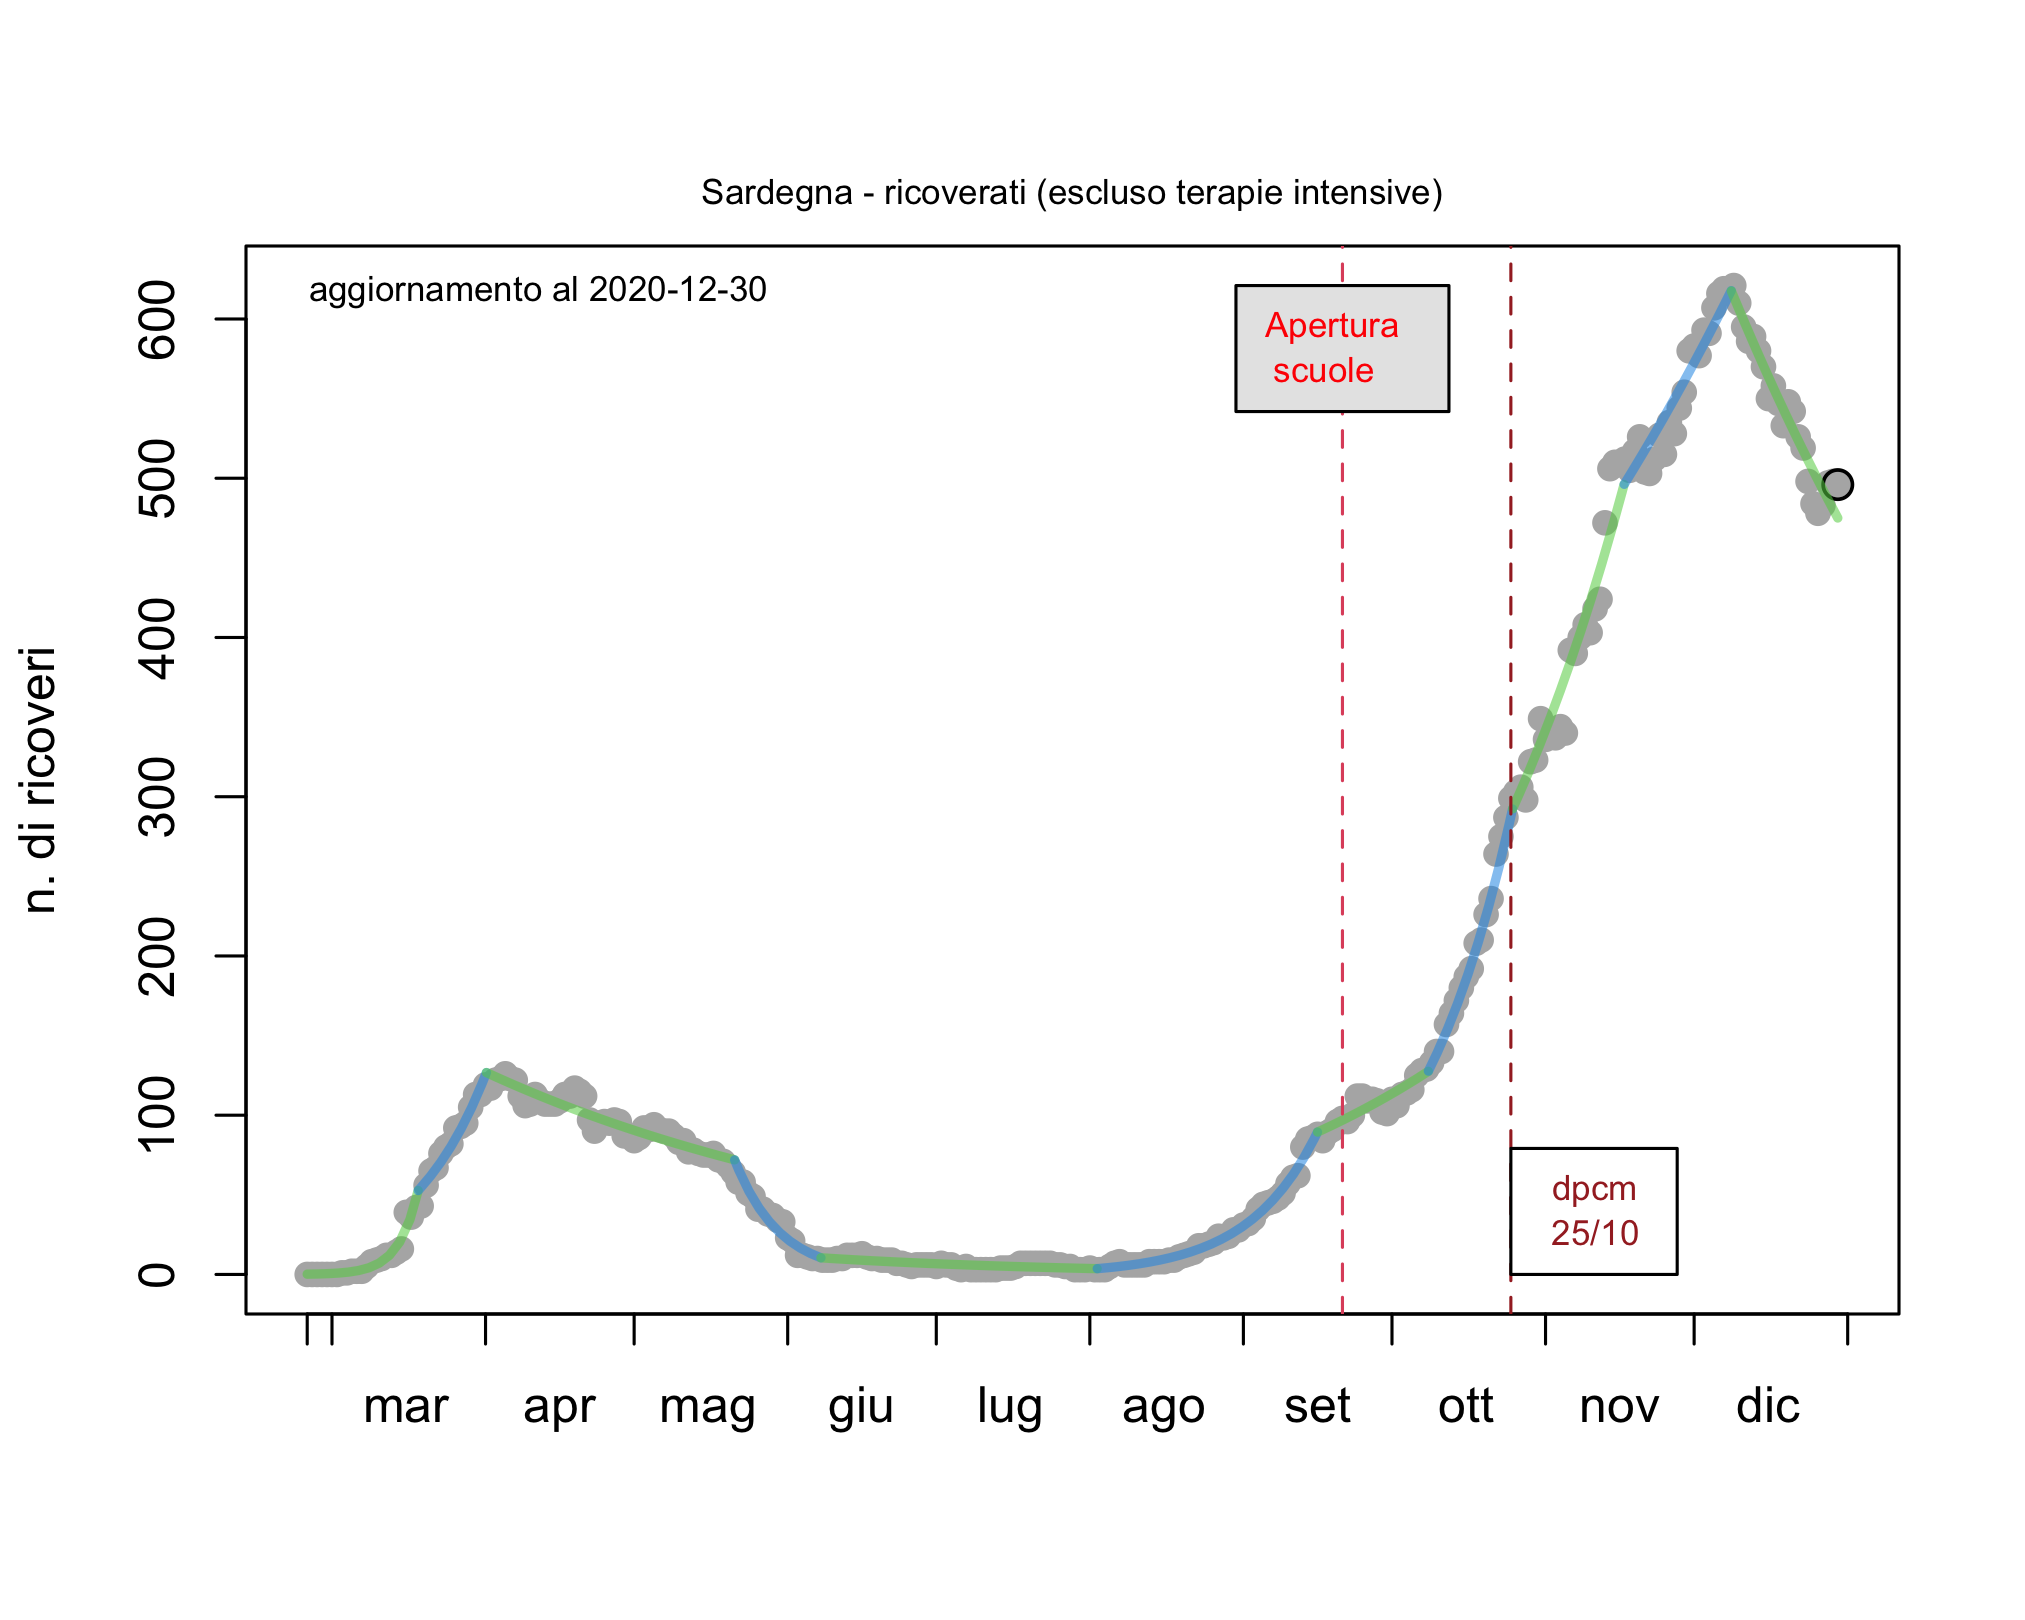 Sardegna - ricoverati (escluso terapie intensive)
aggiornamento al 2020-12-30
Apertura
scuole
n. di ricoveri
600
500
400
300
200
100
0
dpcm
25/10
mar apr mag giu lug ago set ott nov dic